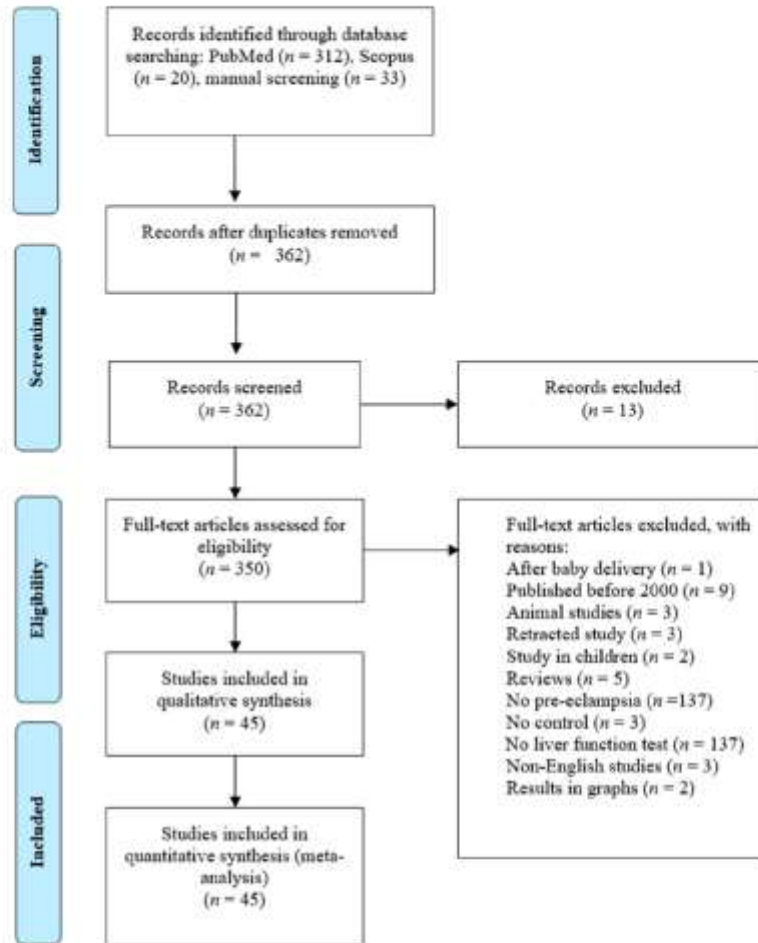 Identification
Records identified through database
searching: PubMed (n = 312), Scopus
(n = 20), manual screening (n = 33)
Records after duplicates removed
(n = 362)
Screening
Records screened
(n = 362)
Records excluded
(n = 13)
Eligibility
Full-text articles assessed for
eligibility
(n = 350)
Full-text articles excluded, with
reasons:
After baby delivery (n = 1)
Published before 2000 (n = 9)
Animal studies (n = 3)
Retracted study (n = 3)
Study in children (n = 2)
Reviews (n = 5)
No pre-eclampsia (n =137)
No control (n = 3)
No liver function test (n = 137)
Non-English studies (n = 3)
Results in graphs (n = 2)
Studies included in
qualitative synthesis
(n = 45)
Included
Studies included in
quantitative synthesis (meta-
analysis)
(n = 45)